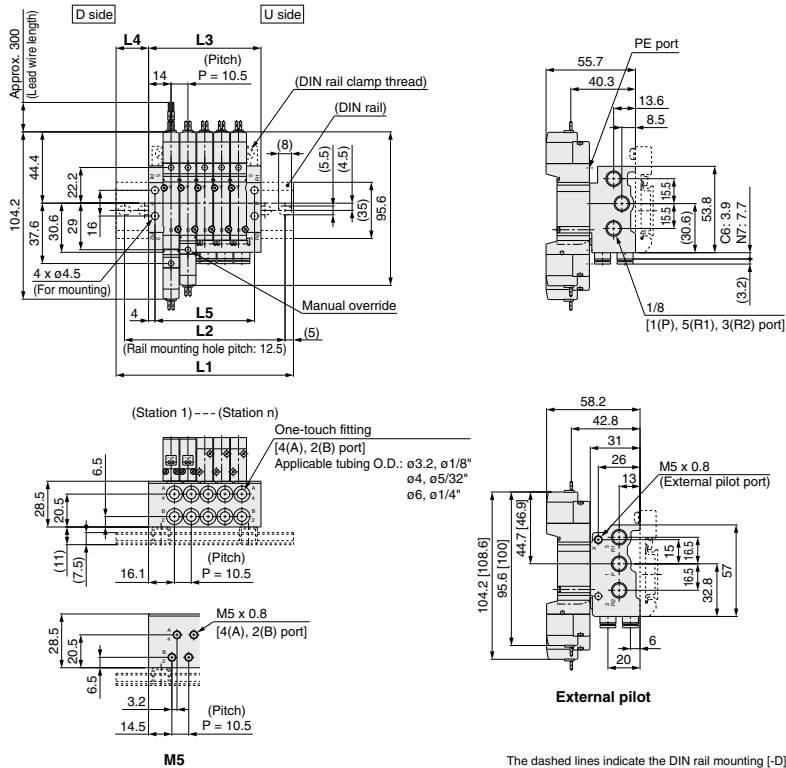 D side
U side
L4
L3
Approx. 300
(Lead wire length)
(Pitch)
14
P = 10.5
(DIN rail clamp thread)
(DIN rail)
(8)
(5.5)
(4.5)
44.4
22.2
104.2
16
(35)
95.6
37.6
30.6
29
4 x ø4.5
(For mounting)
Manual override
4
L5
L2
(5)
(Rail mounting hole pitch: 12.5)
L1
PE port
55.7
40.3
13.6
8.5
15.5
15.5
(30.6)
53.8
C6: 3.9
N7: 7.7
(3.2)
1/8
[1(P), 5(R1), 3(R2) port]
(Station 1) --- (Station n)
One-touch fitting
[4(A), 2(B) port]
Applicable tubing O.D.: ø3.2, ø1/8"
ø4, ø5/32"
ø6, ø1/4"
6.5
28.5
20.5
(11)
(7.5)
(Pitch)
16.1
P = 10.5
M5 x 0.8
[4(A), 2(B) port]
A
4
B
2
28.5
20.5
6.5
3.2
(Pitch)
14.5
P = 10.5
M5
58.2
42.8
31
26
13
M5 x 0.8
(External pilot port)
104.2 [108.6]
95.6 [100]
44.7 [46.9]
X
5
R1
1
P
3
R2
15
16.5
16.5
32.8
57
6
20
External pilot
The dashed lines indicate the DIN rail mounting [-D]